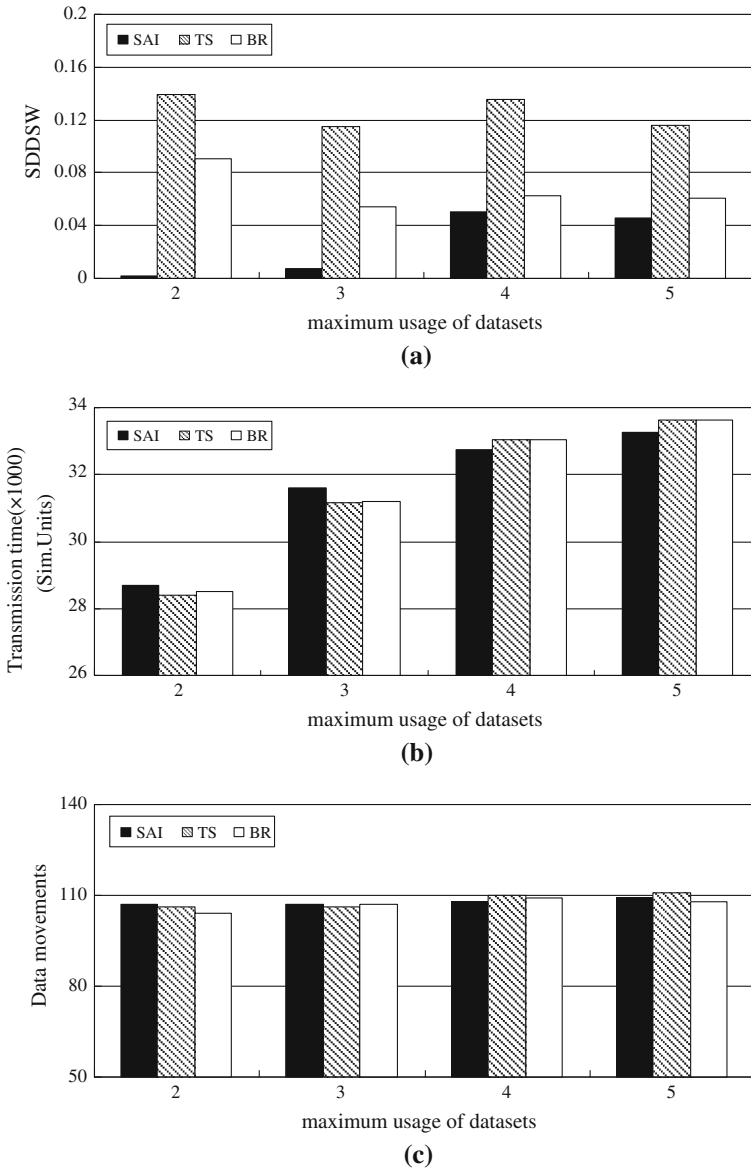 0.2
SAI TS BR
0.16
0.12
0.08
0.04
0
SDDSW
2 3 4 5
maximum usage of datasets
(a)
34
SAI TS BR
32
30
28
26
Transmission time(×1000)
(Sim.Units)
2 3 4 5
maximum usage of datasets
(b)
140
SAI TS BR
110
80
50
Data movements
2 3 4 5
maximum usage of datasets
(c)